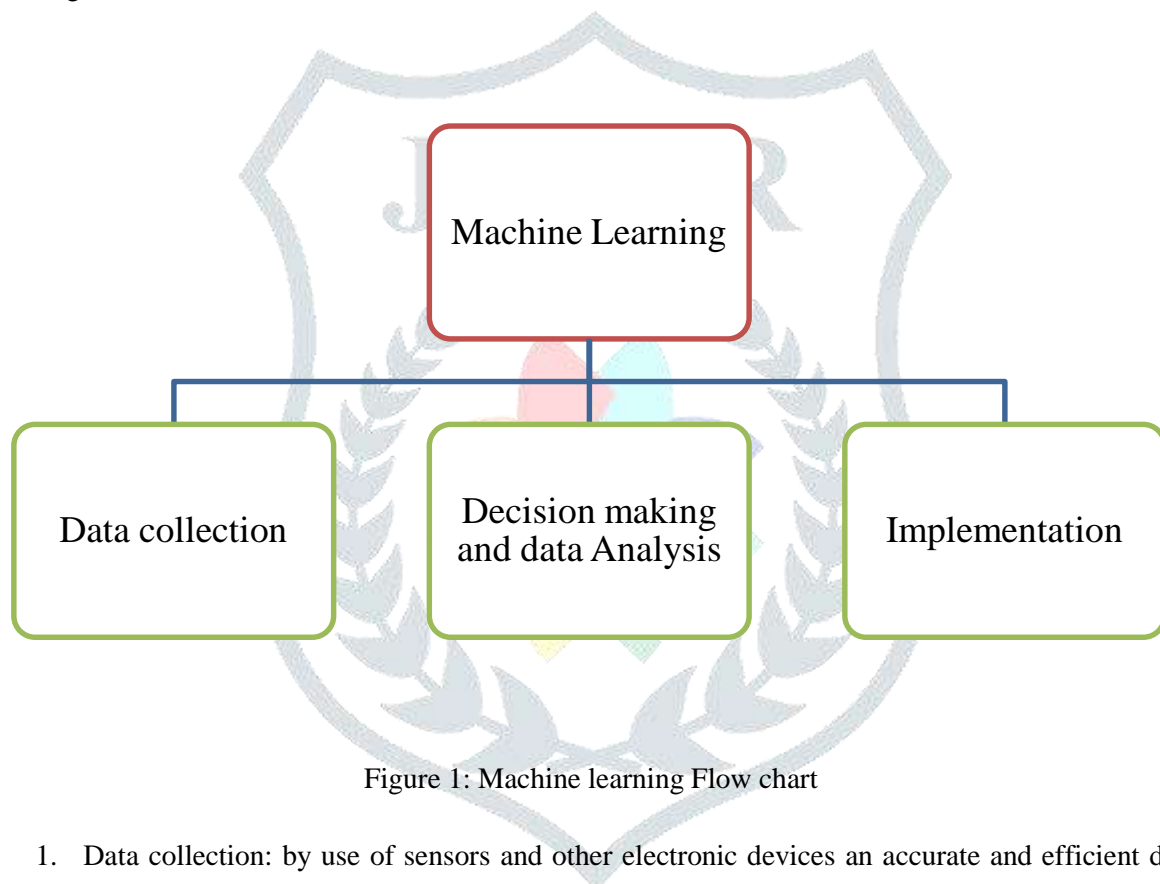 J R
Machine Learning
Data collection
Decision making
and data Analysis
Implementation
Figure 1: Machine learning Flow chart
1. Data collection: by use of sensors and other electronic devices an accurate and efficient